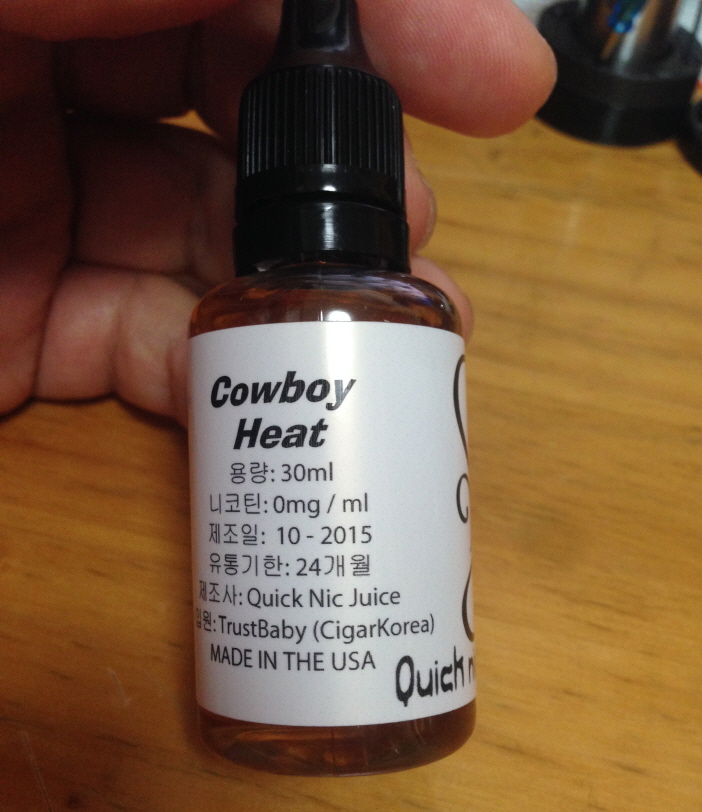 Cowboy
Heat
용량: 30ml
니코틴: 0mg / ml
제조일: 10 - 2015
유통기한: 24개월
제조사: Quick Nic Juice
TrustBaby (CigarKorea)
MADE IN THE USA
Quick